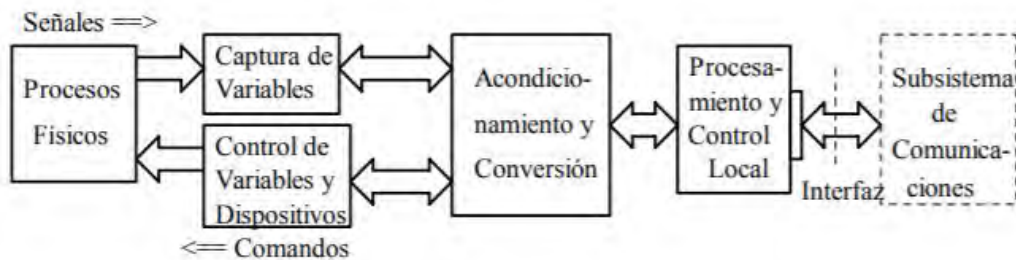 Señales ==>
Procesos
Físicos
Captura de
Variables
Control de
Variables y
Dispositivos
<== Comandos
Acondicio-
namiento y
Conversión
Procesa-
miento y
Control
Local
Interfaz
Subsistema
de
Comunica-
ciones